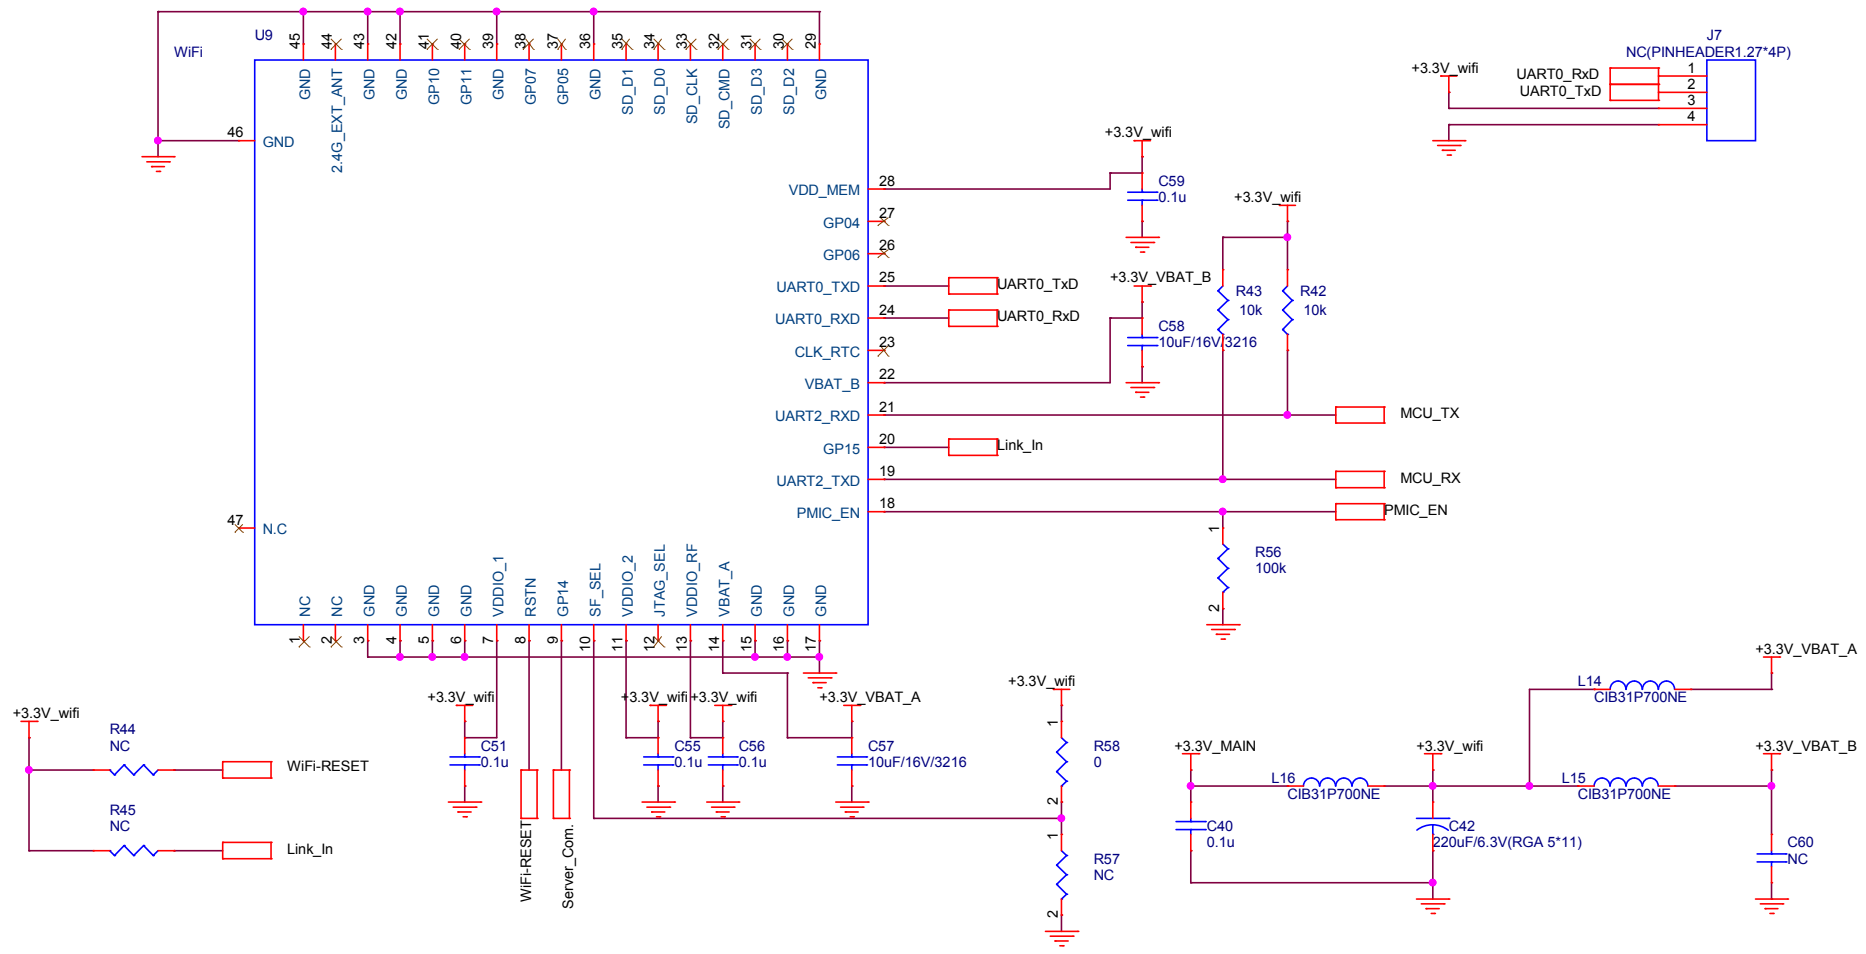 WiFi
U9
45 44 43 42 41 40 39 38 37 36 35 34 33 32 31 30 29
GND 2.4G_EXT_ANT GND GND GP10 GP11 GND GP07 GP05 GND SD_D1 SD_D0 SD_CLK SD_CMD SD_D3 SD_D2 GND
46 GND
VDD_MEM 28
GP04 27
GP06 26
UART0_TXD 25 UART0_TxD
UART0_RXD 24 UART0_RxD
CLK_RTC 23
VBAT_B 22
UART2_RXD 21 MCU_TX
GP15 20 Link_In
UART2_TXD 19 MCU_RX
PMIC_EN 18 PMIC_EN
47 N.C
NC NC GND GND GND GND VDDIO_1 RSTN GP14 SF_SEL VDDIO_2 JTAG_SEL VDDIO_RF VBAT_A GND GND GND
1 2 3 4 5 6 7 8 9 10 11 12 13 14 15 16 17
J7
NC(PINHEADER1.27*4P)
+3.3V_wifi
UART0_RxD 1
UART0_TxD 2
3
4
+3.3V_wifi
C59
0.1u
+3.3V_wifi
R43
10k
R42
10k
+3.3V_VBAT_B
C58
10uF/16V/3216
1
R56
100k
2
+3.3V_wifi
R44
NC
WiFi-RESET
R45
NC
Link_In
+3.3V_wifi
C51
0.1u
WiFi-RESET
Server_Com.
+3.3V_wifi
C55
0.1u
+3.3V_wifi
C56
0.1u
+3.3V_VBAT_A
C57
10uF/16V/3216
+3.3V_wifi
1
R58
0
2
1
R57
NC
2
+3.3V_VBAT_A
L14
CIB31P700NE
+3.3V_MAIN
L16
CIB31P700NE
+3.3V_wifi
L15
CIB31P700NE
+3.3V_VBAT_B
C40
0.1u
C42
220uF/6.3V(RGA 5*11)
C60
NC